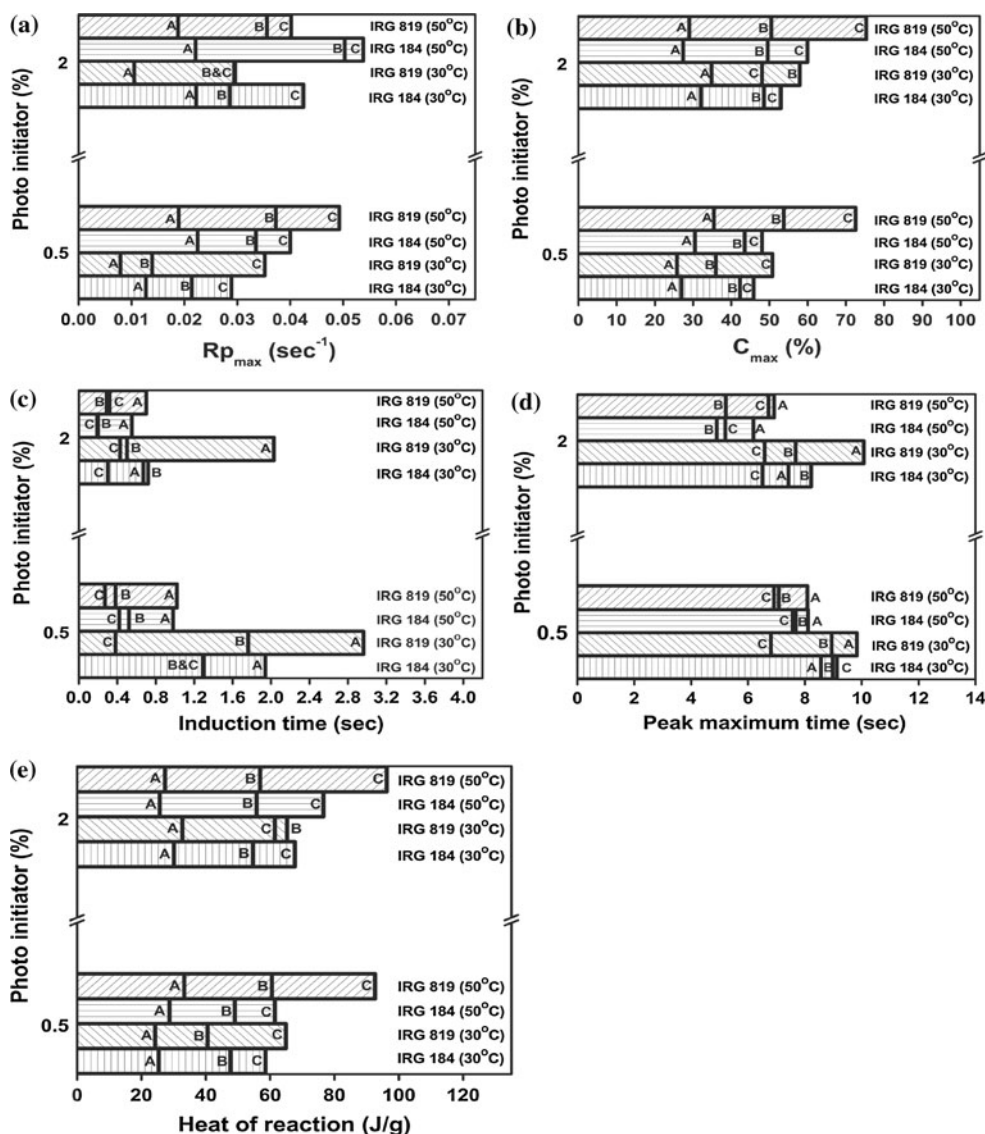 (a)
Photo initiator (%)
2
0.5
A B C IRG 819 (50°C)
A B C IRG 184 (50°C)
A B&C IRG 819 (30°C)
A B C IRG 184 (30°C)
A B C IRG 819 (50°C)
A B C IRG 184 (50°C)
A B C IRG 819 (30°C)
A B C IRG 184 (30°C)
0.00 0.01 0.02 0.03 0.04 0.05 0.06 0.07
Rpmax (sec-1)
(b)
Photo initiator (%)
2
0.5
A B C IRG 819 (50°C)
A B C IRG 184 (50°C)
A C B IRG 819 (30°C)
A B C IRG 184 (30°C)
A B C IRG 819 (50°C)
A B C IRG 184 (50°C)
A B C IRG 819 (30°C)
A B C IRG 184 (30°C)
0 10 20 30 40 50 60 70 80 90 100
Cmax (%)
(c)
Photo initiator (%)
2
0.5
B C A IRG 819 (50°C)
C B A IRG 184 (50°C)
C B A IRG 819 (30°C)
C A B IRG 184 (30°C)
C B A IRG 819 (50°C)
C B A IRG 184 (50°C)
C B A IRG 819 (30°C)
B&C A IRG 184 (30°C)
0.0 0.4 0.8 1.2 1.6 2.0 2.4 2.8 3.2 3.6 4.0
Induction time (sec)
(d)
Photo initiator (%)
2
0.5
B C A IRG 819 (50°C)
B C A IRG 184 (50°C)
C B A IRG 819 (30°C)
C A B IRG 184 (30°C)
C B A IRG 819 (50°C)
C B A IRG 184 (50°C)
C B A IRG 819 (30°C)
A B C IRG 184 (30°C)
0 2 4 6 8 10 12 14
Peak maximum time (sec)
(e)
Photo initiator (%)
2
0.5
A B C IRG 819 (50°C)
A B C IRG 184 (50°C)
A C B IRG 819 (30°C)
A B C IRG 184 (30°C)
A B C IRG 819 (50°C)
A B C IRG 184 (50°C)
A B C IRG 819 (30°C)
A B C IRG 184 (30°C)
0 20 40 60 80 100 120
Heat of reaction (J/g)